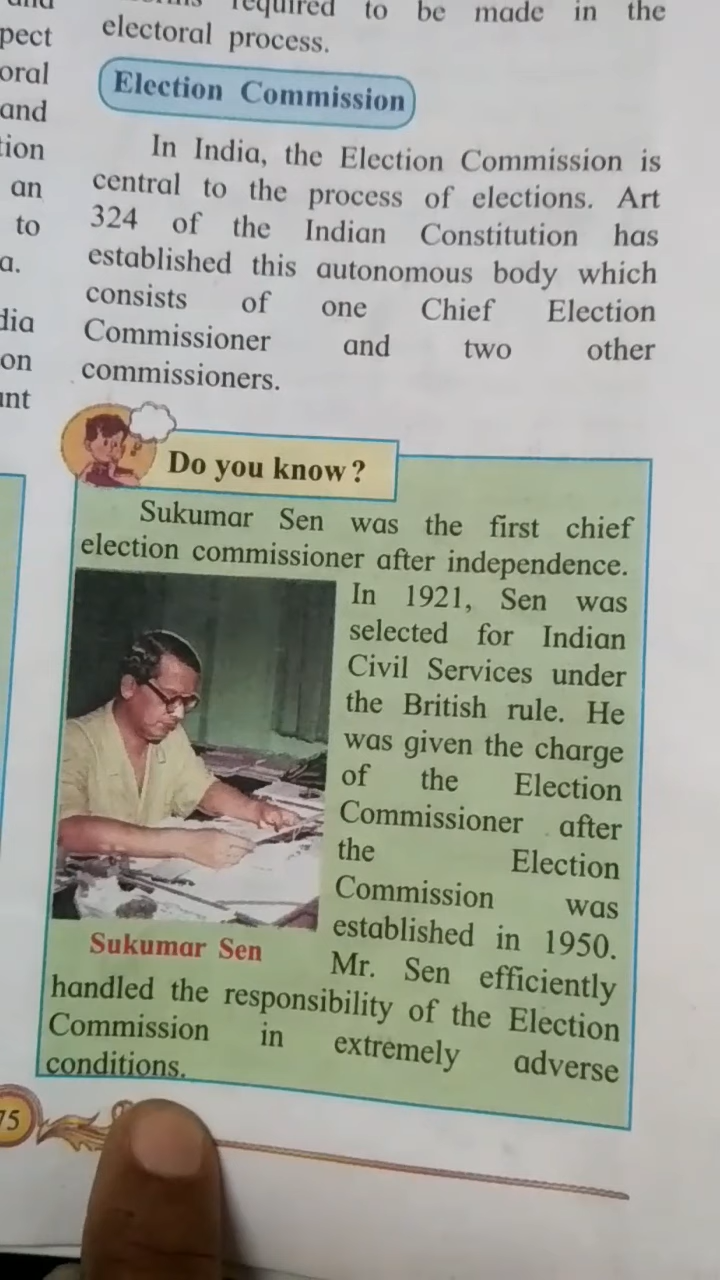 pect
oral
and
tion
an
to
a.
dia
on
required to be made in the
electoral process.
Election Commission
In India, the Election Commission is
central to the process of elections. Art
324 of the Indian Constitution has
established this autonomous body which
consists of one Chief Election
Commissioner and two other
commissioners.
Do you know?
Sukumar Sen was the first chief
election commissioner after independence.
In 1921, Sen was
selected for Indian
Civil Services under
the British rule. He
was given the charge
of the Election
Commissioner after
the Election
Commission was
established in 1950.
Mr. Sen efficiently
Sukumar Sen
handled the responsibility of the Election
Commission in extremely adverse
conditions.
75